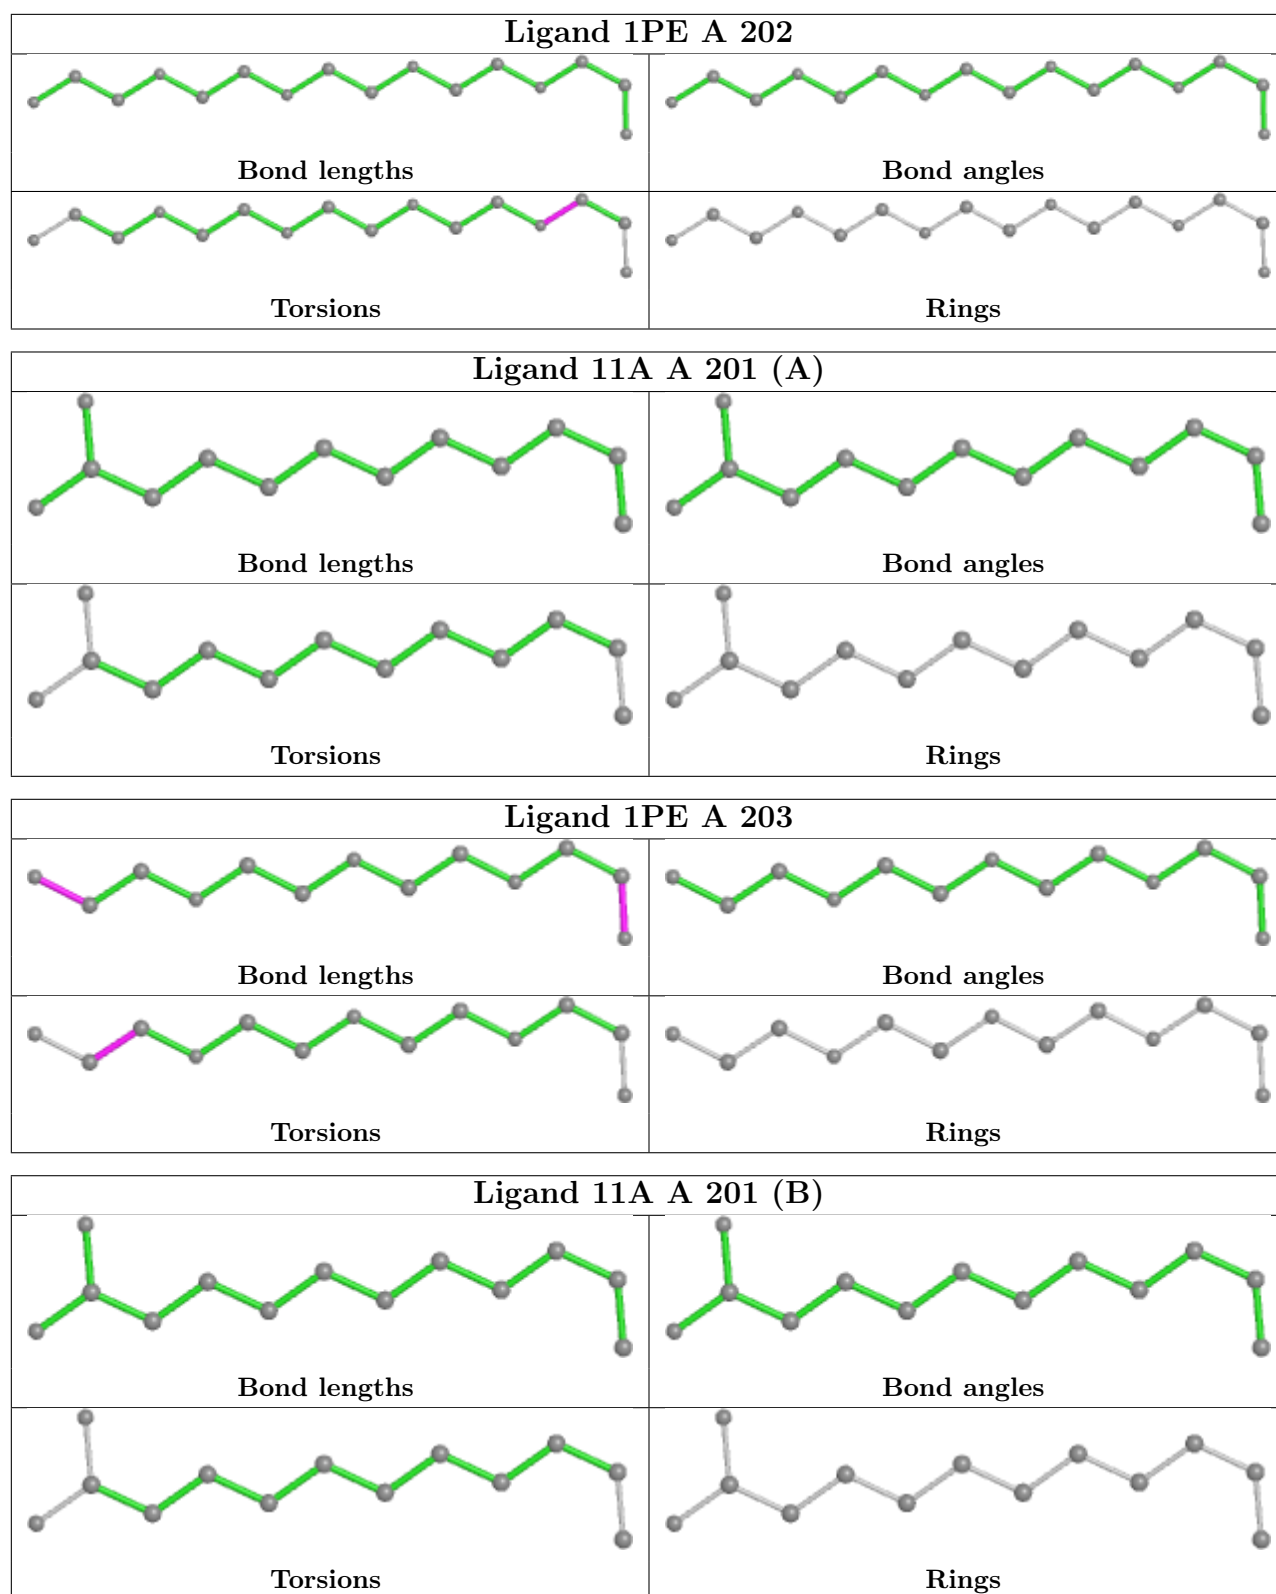 Ligand 1PE A 202
Bond lengths
Bond angles
Torsions
Rings
Ligand 11A A 201 (A)
Bond lengths
Bond angles
Torsions
Rings
Ligand 1PE A 203
Bond lengths
Bond angles
Torsions
Rings
Ligand 11A A 201 (B)
Bond lengths
Bond angles
Torsions
Rings